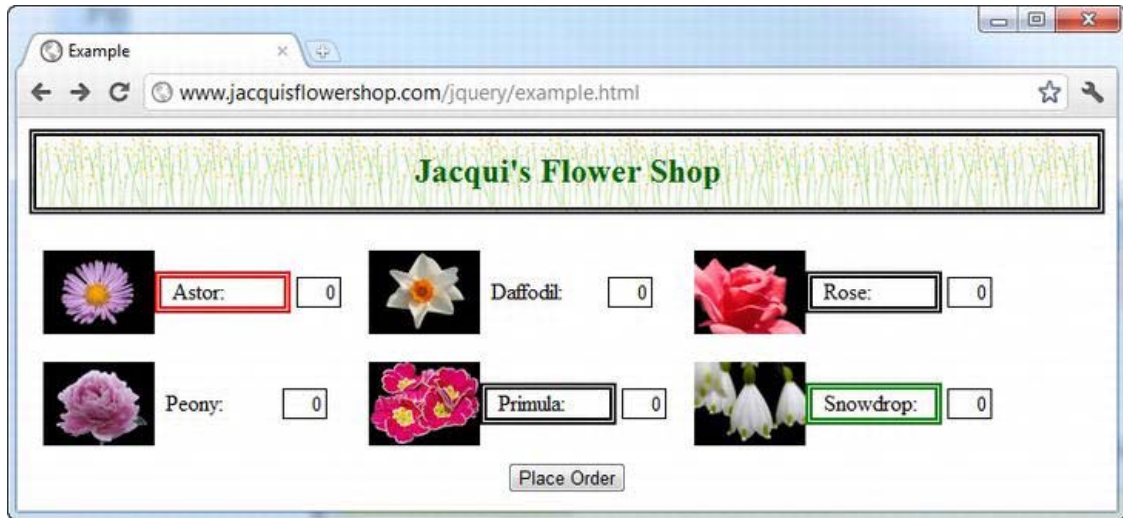 Example
www.jacquisflowershop.com/jquery/example.html
Jacqui's Flower Shop
Astor: 0 Daffodil: 0 Rose: 0
Peony: 0 Primula: 0 Snowdrop: 0
Place Order